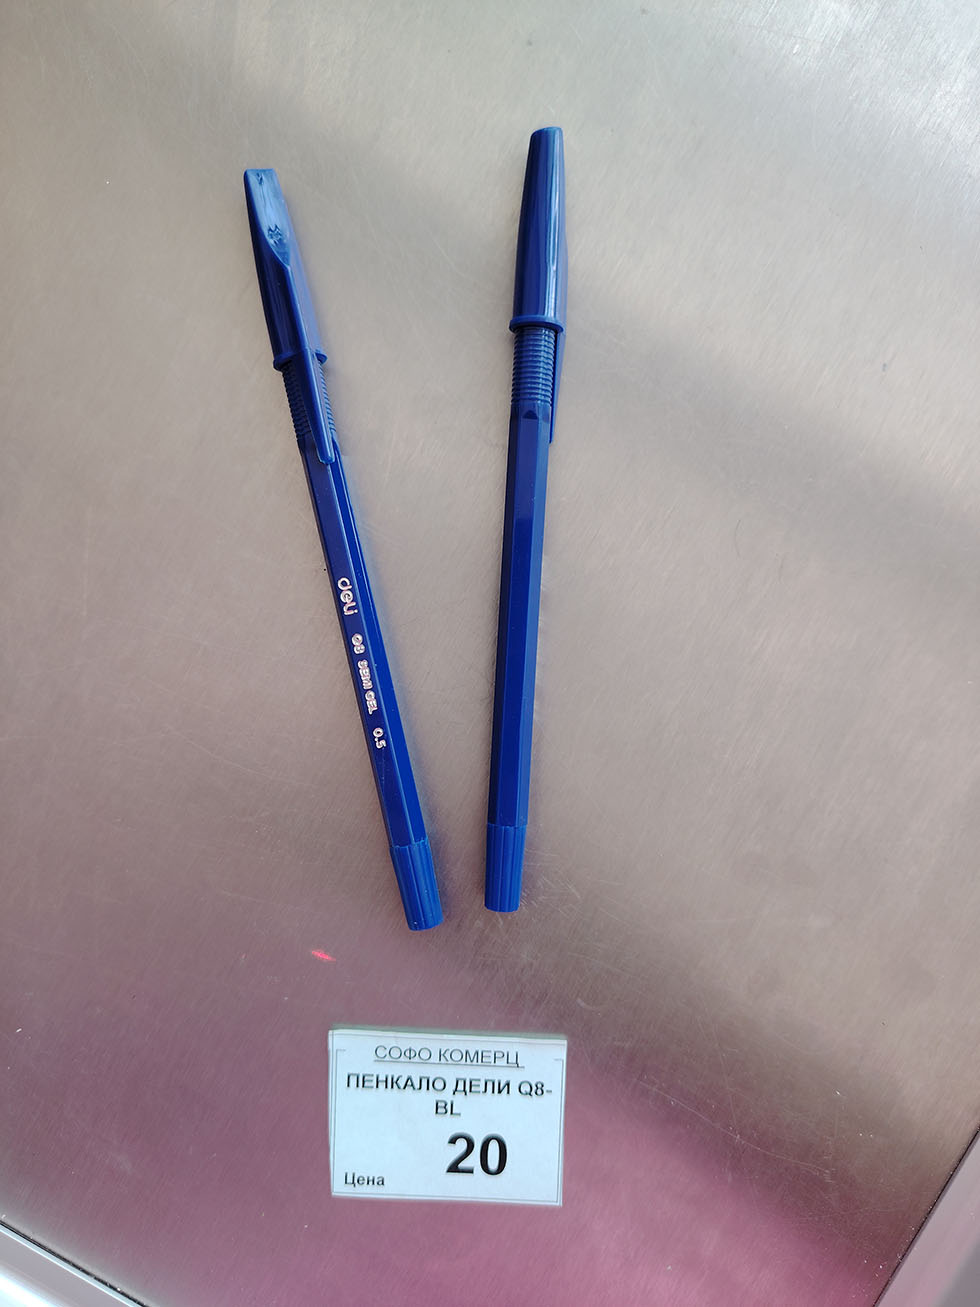 deli Q8 SEMI GEL 0.5
СОФО КОМЕРЦ
ПЕНКАЛО ДЕЛИ Q8-
BL
20
Цена